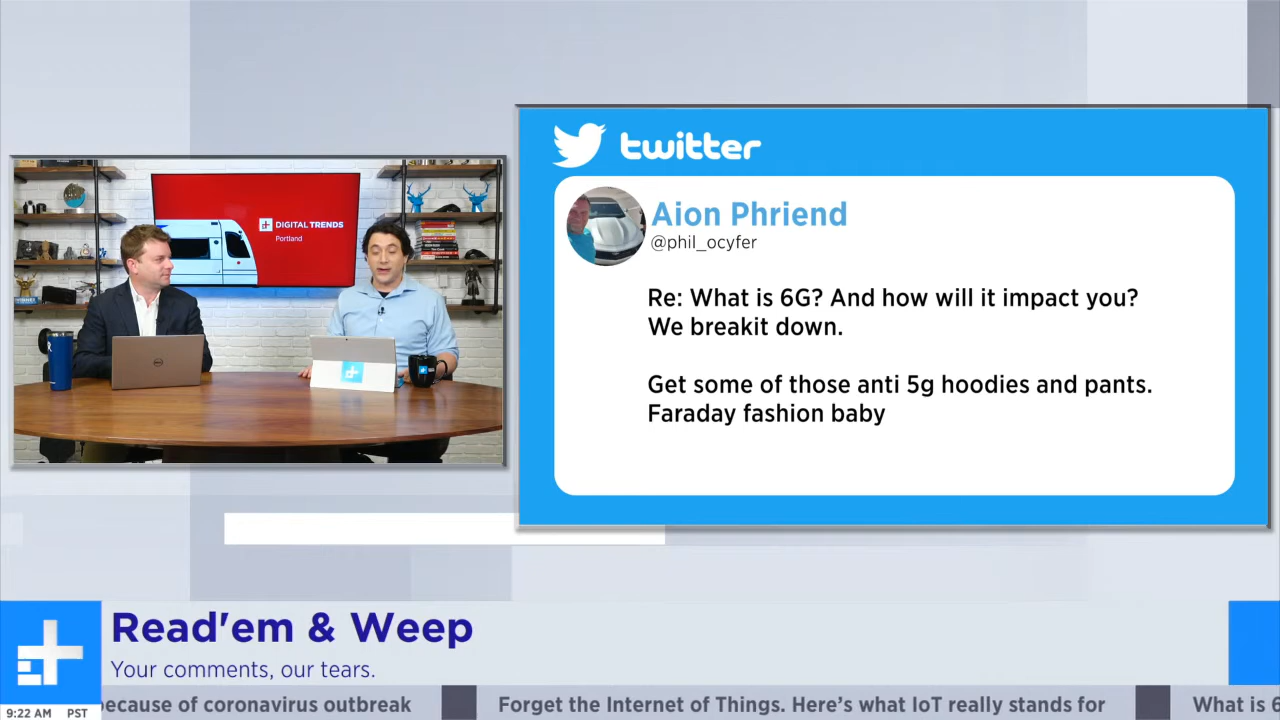 DIGITAL TRENDS
Portland
DELL
twitter
Aion Phriend
@phil_ocyfer
Re: What is 6G? And how will it impact you?
We breakit down.
Get some of those anti 5g hoodies and pants.
Faraday fashion baby
Read'em & Weep
Your comments, our tears.
because of coronavirus outbreak
Forget the Internet of Things. Here’s what IoT really stands for
What is 6
9:22 AM PST